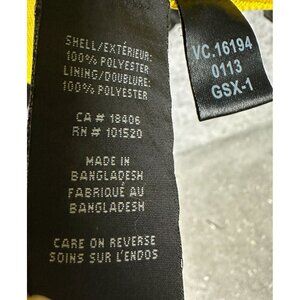 SHELL/EXTÉRIEUR:
100% POLYESTER
LINING/DOUBLURE:
100% POLYESTER
CA # 18406
RN # 101520
MADE IN
BANGLADESH
FABRIQUÉ AU
BANGLADESH
CARE ON REVERSE
SOINS SUR L'ENDOS
VC.16194
0113
GSX-1